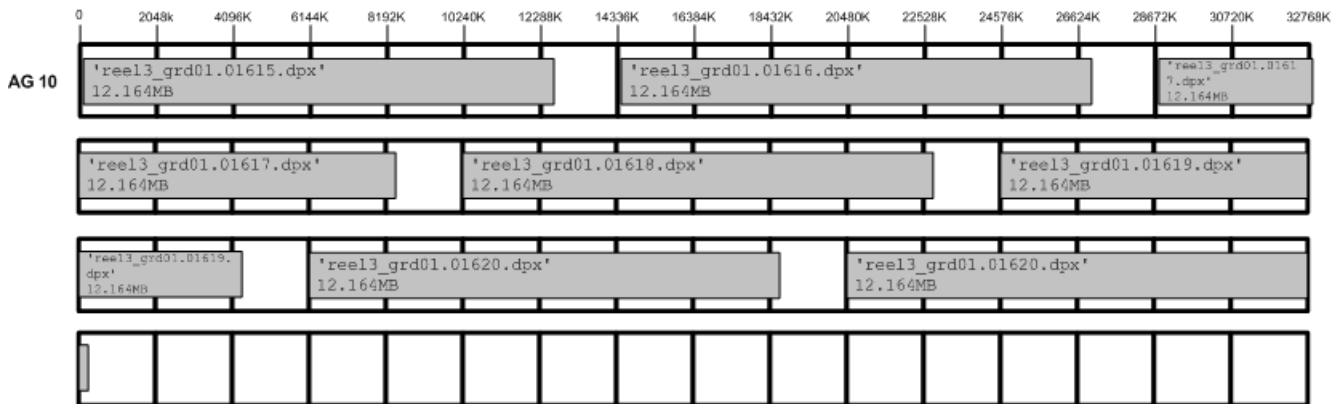 0 2048k 4096K 6144K 8192K 10240K 12288K 14336K 16384K 18432K 20480K 22528K 24576K 26624K 28672K 30720K 32768K
AG 10
'reel3_grd01.01615.dpx'
12.164MB
'reel3_grd01.01616.dpx'
12.164MB
'reel3_grd01.0161
7.dpx'
12.164MB
'reel3_grd01.01617.dpx'
12.164MB
'reel3_grd01.01618.dpx'
12.164MB
'reel3_grd01.01619.dpx'
12.164MB
'reel3_grd01.01619.
dpx'
12.164MB
'reel3_grd01.01620.dpx'
12.164MB
'reel3_grd01.01620.dpx'
12.164MB